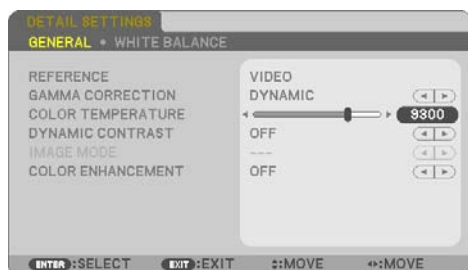 DETAIL SETTINGS
GENERAL • WHITE BALANCE
REFERENCE VIDEO
GAMMA CORRECTION DYNAMIC
COLOR TEMPERATURE 9300
DYNAMIC CONTRAST OFF
IMAGE MODE ---
COLOR ENHANCEMENT OFF
ENTER :SELECT EXIT :EXIT :MOVE :MOVE